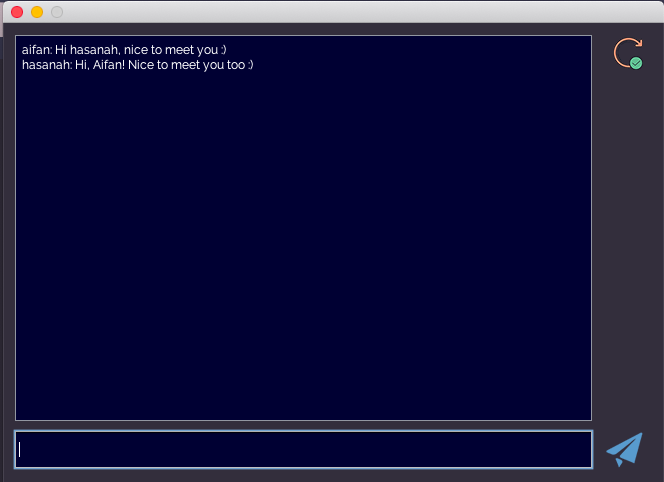 aifan: Hi hasanah, nice to meet you :)
hasanah: Hi, Aifan! Nice to meet you too :)